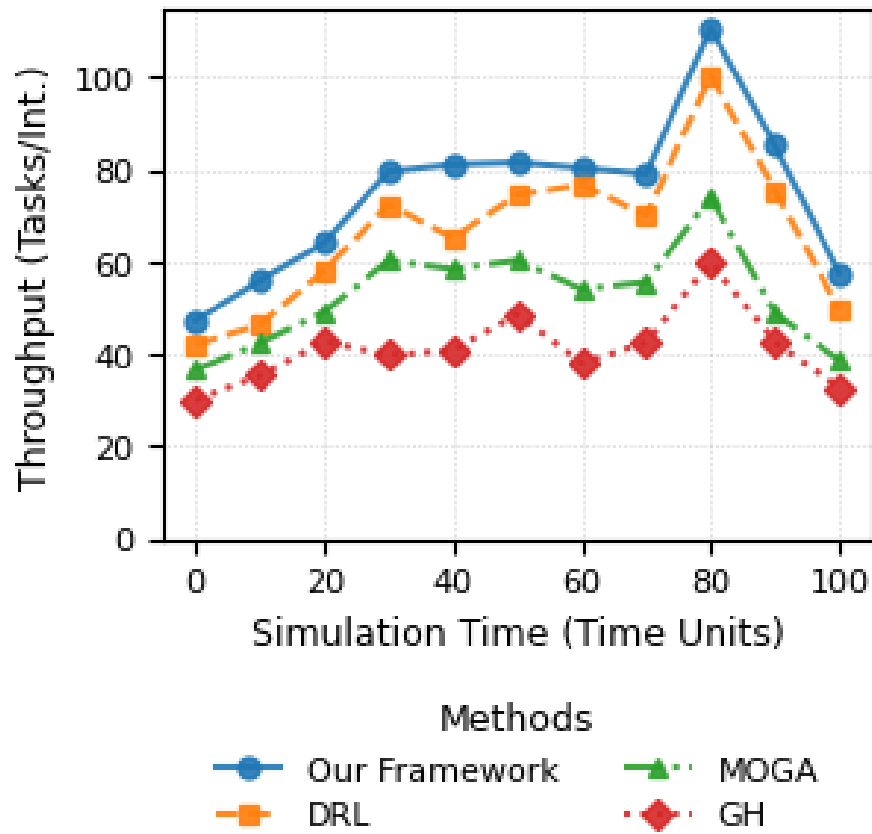 Throughput (Tasks/Int.)
100
80
60
40
20
0
0 20 40 60 80 100
Simulation Time (Time Units)
Methods
Our Framework MOGA
DRL GH